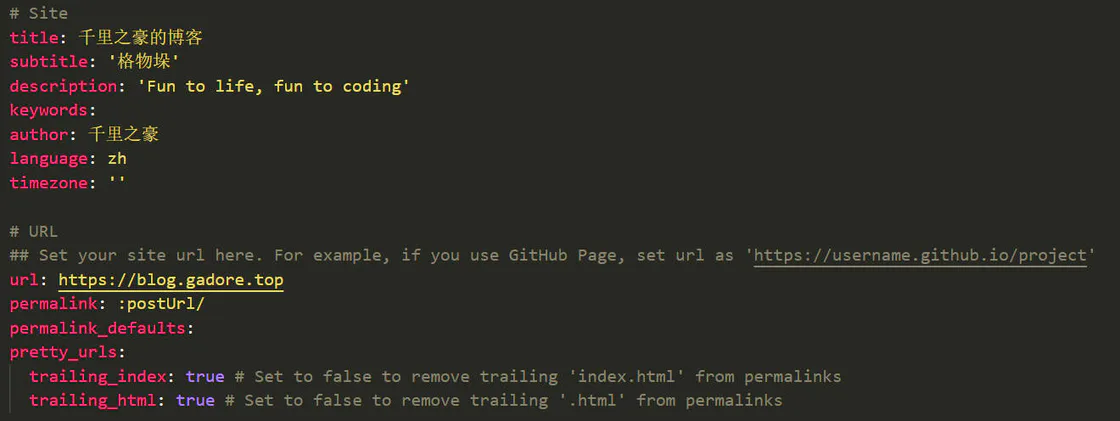 # Site
title: 千里之豪的博客
subtitle: '格物垛'
description: 'Fun to life, fun to coding'
keywords:
author: 千里之豪
language: zh
timezone: ''
# URL
## Set your site url here. For example, if you use GitHub Page, set url as 'https://username.github.io/project'
url: https://blog.gadore.top
permalink: :postUrl/
permalink_defaults:
pretty_urls:
  trailing_index: true # Set to false to remove trailing 'index.html' from permalinks
  trailing_html: true # Set to false to remove trailing '.html' from permalinks